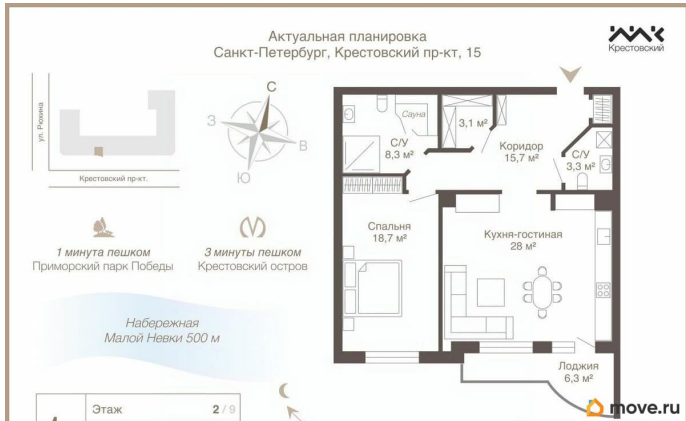 Актуальная планировка
Санкт-Петербург, Крестовский пр-кт, 15
Крестовский
ул. Рюхина
Крестовский пр-кт.
С
З
В
Ю
1 минута пешком
Приморский парк Победы
3 минуты пешком
Крестовский остров
Набережная
Малой Невки 500 м
Этаж
2 / 9
Сауна
С/У
8,3 м²
3,1 м²
Коридор
15,7 м²
С/У
3,3 м²
Спальня
18,7 м²
Кухня-гостиная
28 м²
Лоджия
6,3 м²
move.ru